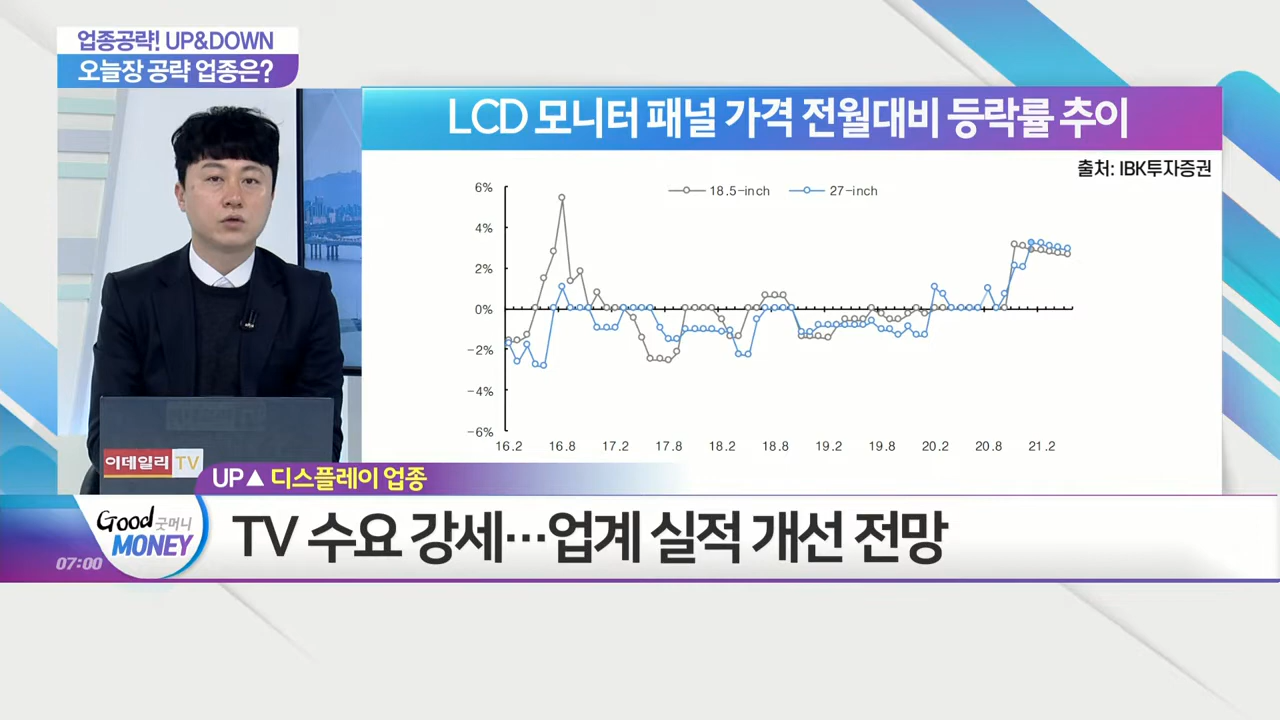 업종공략! UP&DOWN
오늘장 공략 업종은?
LCD 모니터 패널 가격 전월대비 등락률 추이
출처: IBK투자증권
18.5-inch
27-inch
6%
4%
2%
0%
-2%
-4%
-6%
16.2 16.8 17.2 17.8 18.2 18.8 19.2 19.8 20.2 20.8 21.2
이데일리 TV
UP▲ 디스플레이 업종
Good 굿머니
MONEY
TV 수요 강세…업계 실적 개선 전망
07:00